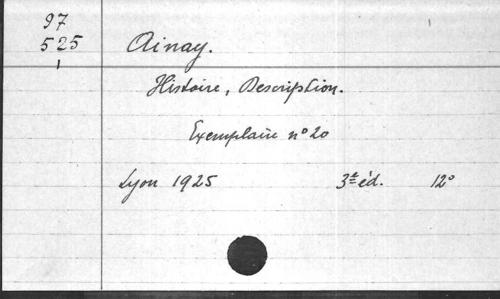 97
525 Ainay.
1
Histoire, Description.
Exemplaire n° 20
Lyon 1925 3e éd. 12°